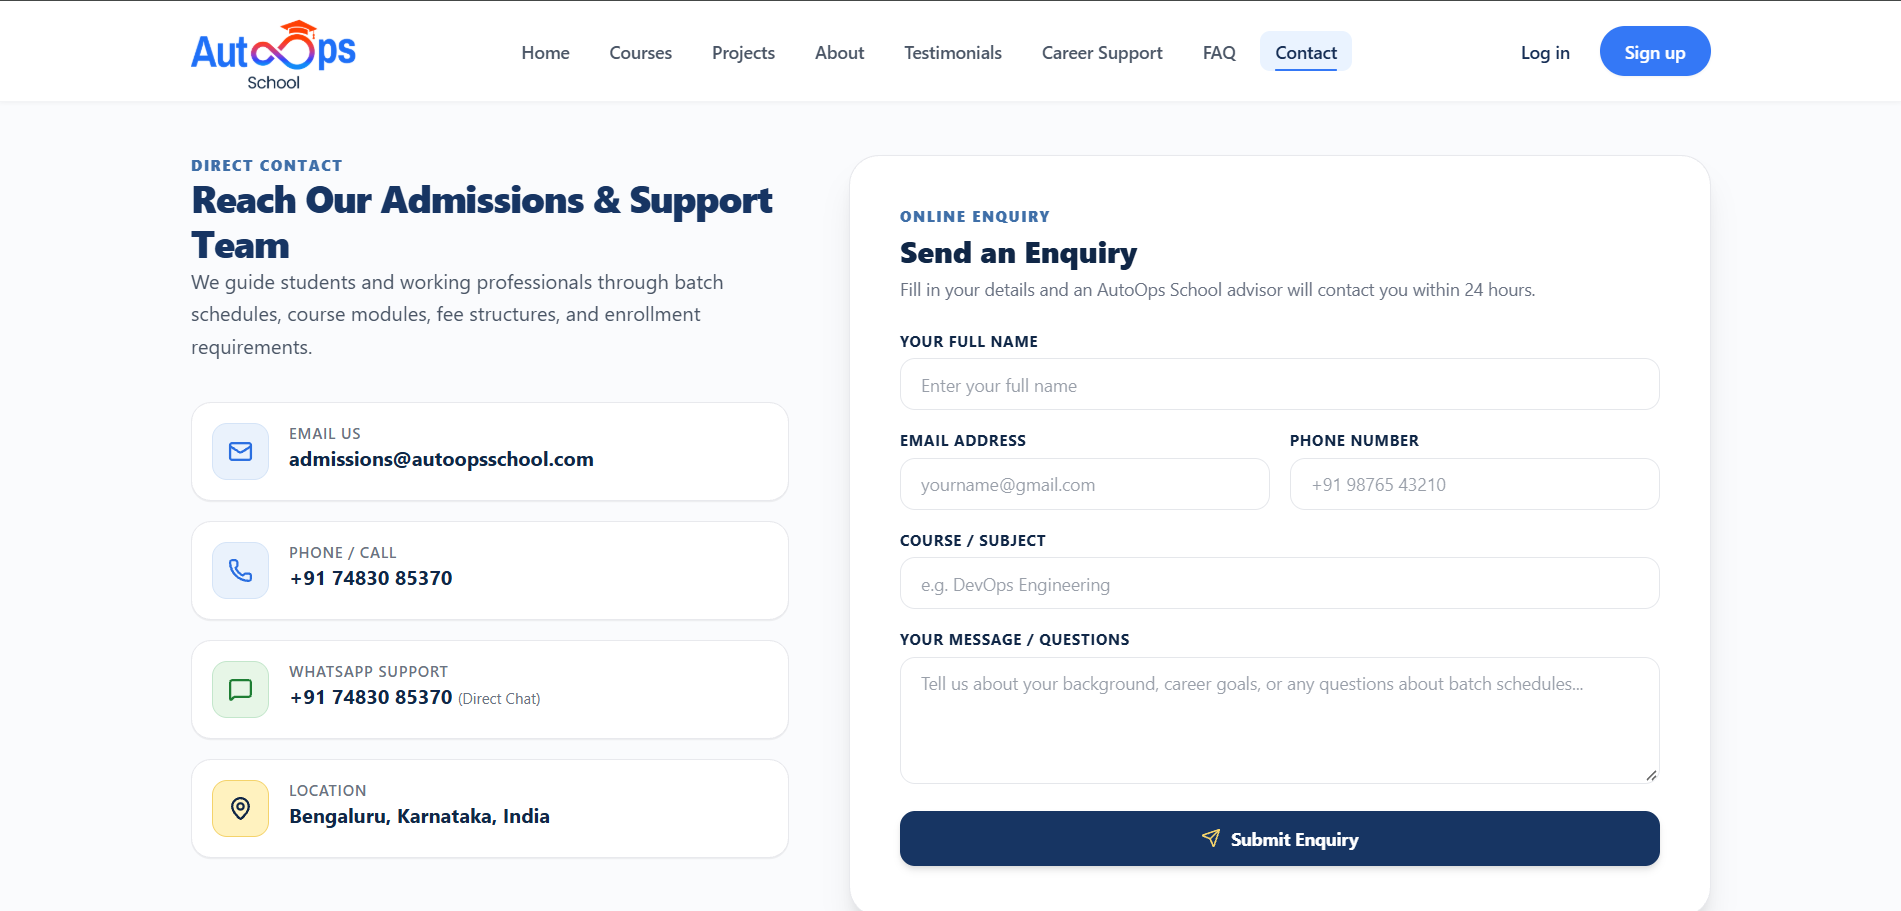 AutoOps
School
Home
Courses
Projects
About
Testimonials
Career Support
FAQ
Contact
Log in
Sign up
DIRECT CONTACT
Reach Our Admissions & Support
Team
We guide students and working professionals through batch
schedules, course modules, fee structures, and enrollment
requirements.
EMAIL US
admissions@autoopsschool.com
PHONE / CALL
+91 74830 85370
WHATSAPP SUPPORT
+91 74830 85370 (Direct Chat)
LOCATION
Bengaluru, Karnataka, India
ONLINE ENQUIRY
Send an Enquiry
Fill in your details and an AutoOps School advisor will contact you within 24 hours.
YOUR FULL NAME
Enter your full name
EMAIL ADDRESS
yourname@gmail.com
PHONE NUMBER
+91 98765 43210
COURSE / SUBJECT
e.g. DevOps Engineering
YOUR MESSAGE / QUESTIONS
Tell us about your background, career goals, or any questions about batch schedules...
Submit Enquiry